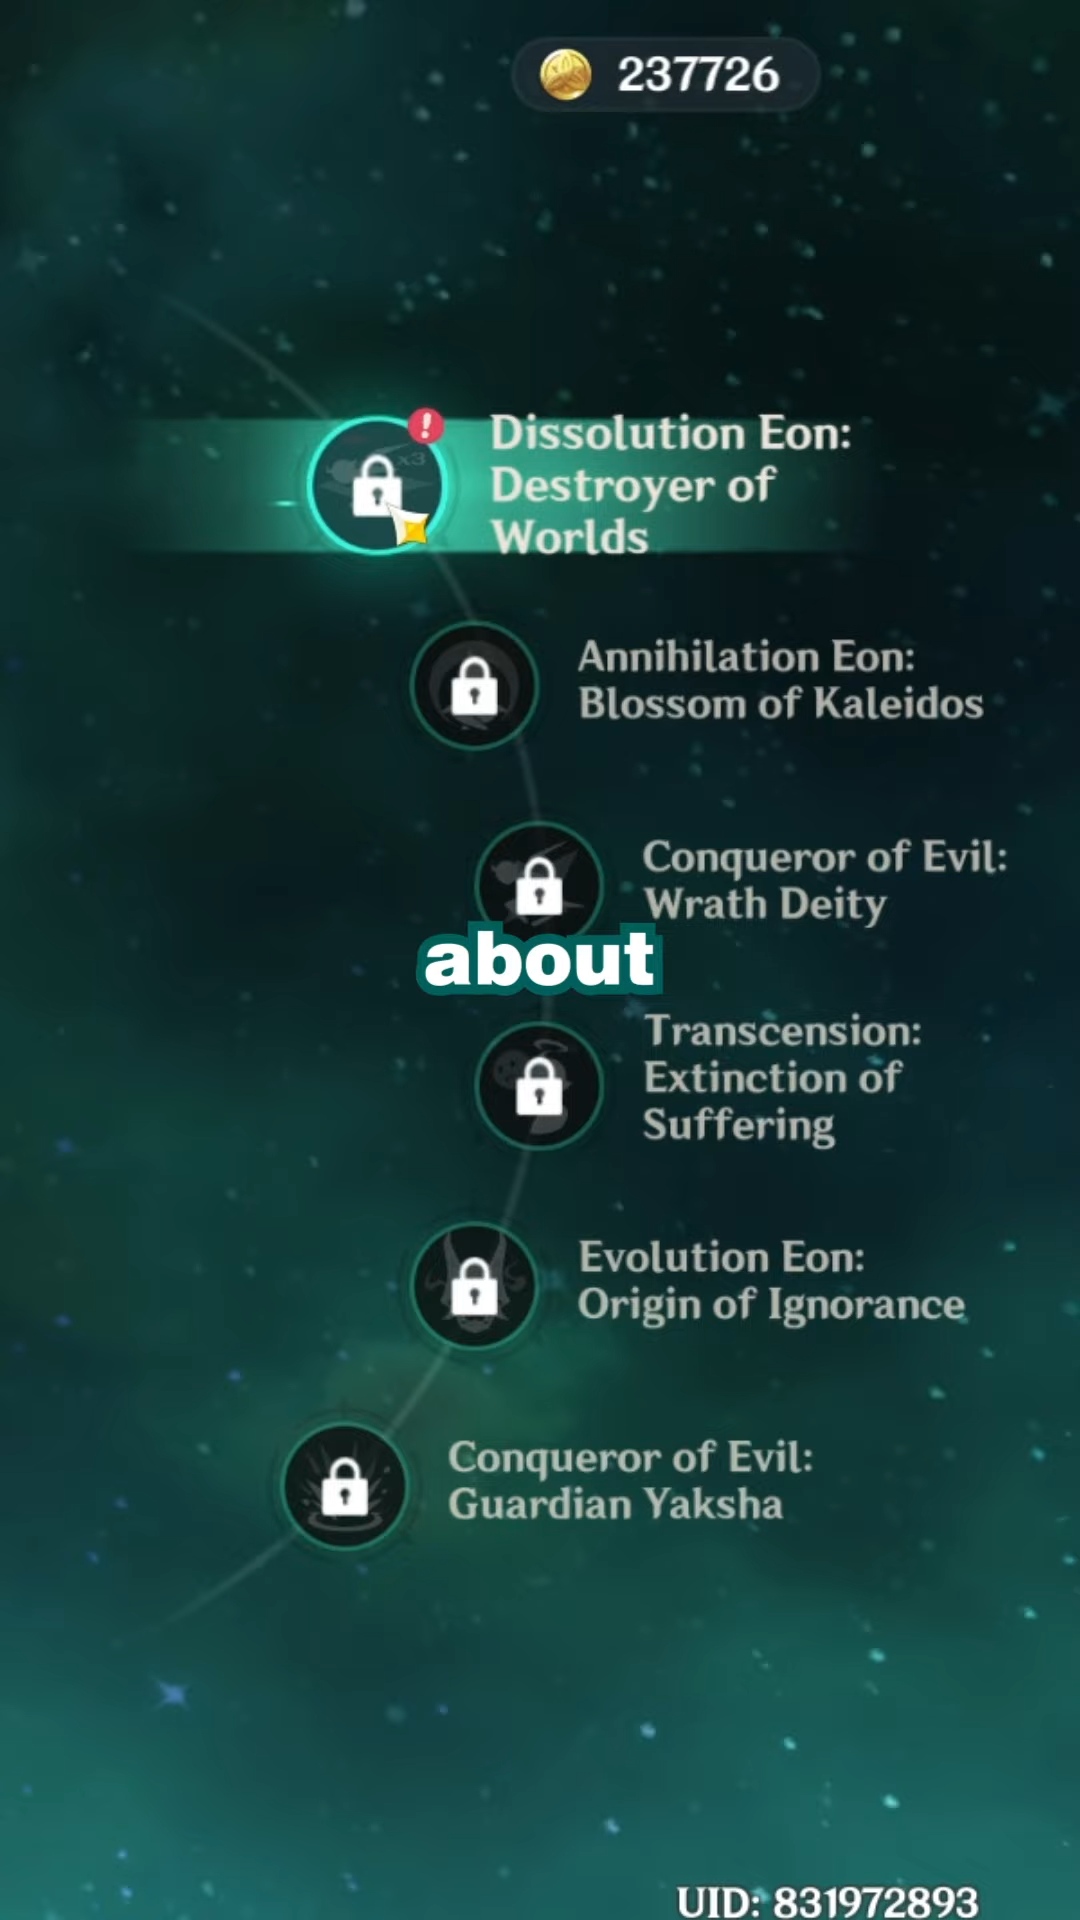 237726
Dissolution Eon:
Destroyer of
Worlds
x3
Annihilation Eon:
Blossom of Kaleidos
Conqueror of Evil:
Wrath Deity
about
Transcension:
Extinction of
Suffering
Evolution Eon:
Origin of Ignorance
Conqueror of Evil:
Guardian Yaksha
UID: 831972893